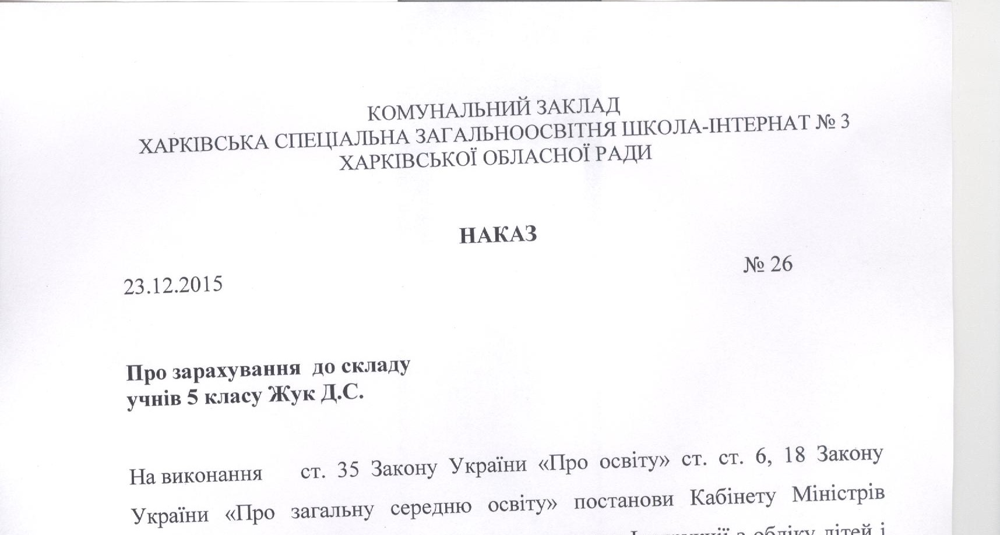 КОМУНАЛЬНИЙ ЗАКЛАД
ХАРКІВСЬКА СПЕЦІАЛЬНА ЗАГАЛЬНООСВІТНЯ ШКОЛА-ІНТЕРНАТ № 3
ХАРКІВСЬКОЇ ОБЛАСНОЇ РАДИ
НАКАЗ
№ 26
23.12.2015
Про зарахування до складу
учнів 5 класу Жук Д.С.
На виконання ст. 35 Закону України «Про освіту» ст. ст. 6, 18 Закону
України «Про загальну середню освіту» постанови Кабінету Міністрів
з обліку дітей і